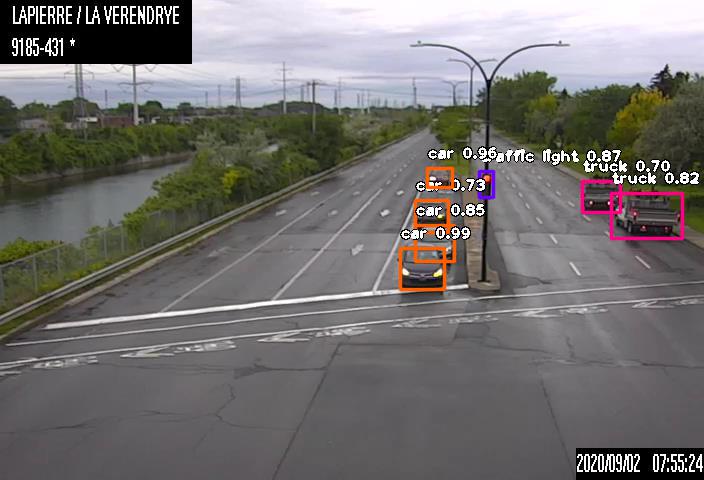 LAPIERRE / LA VERENDRYE
9185-431 *
car 0.96
traffic light 0.87
truck 0.70
truck 0.82
car 0.73
car 0.85
car 0.99
2020/09/02 07:55:24